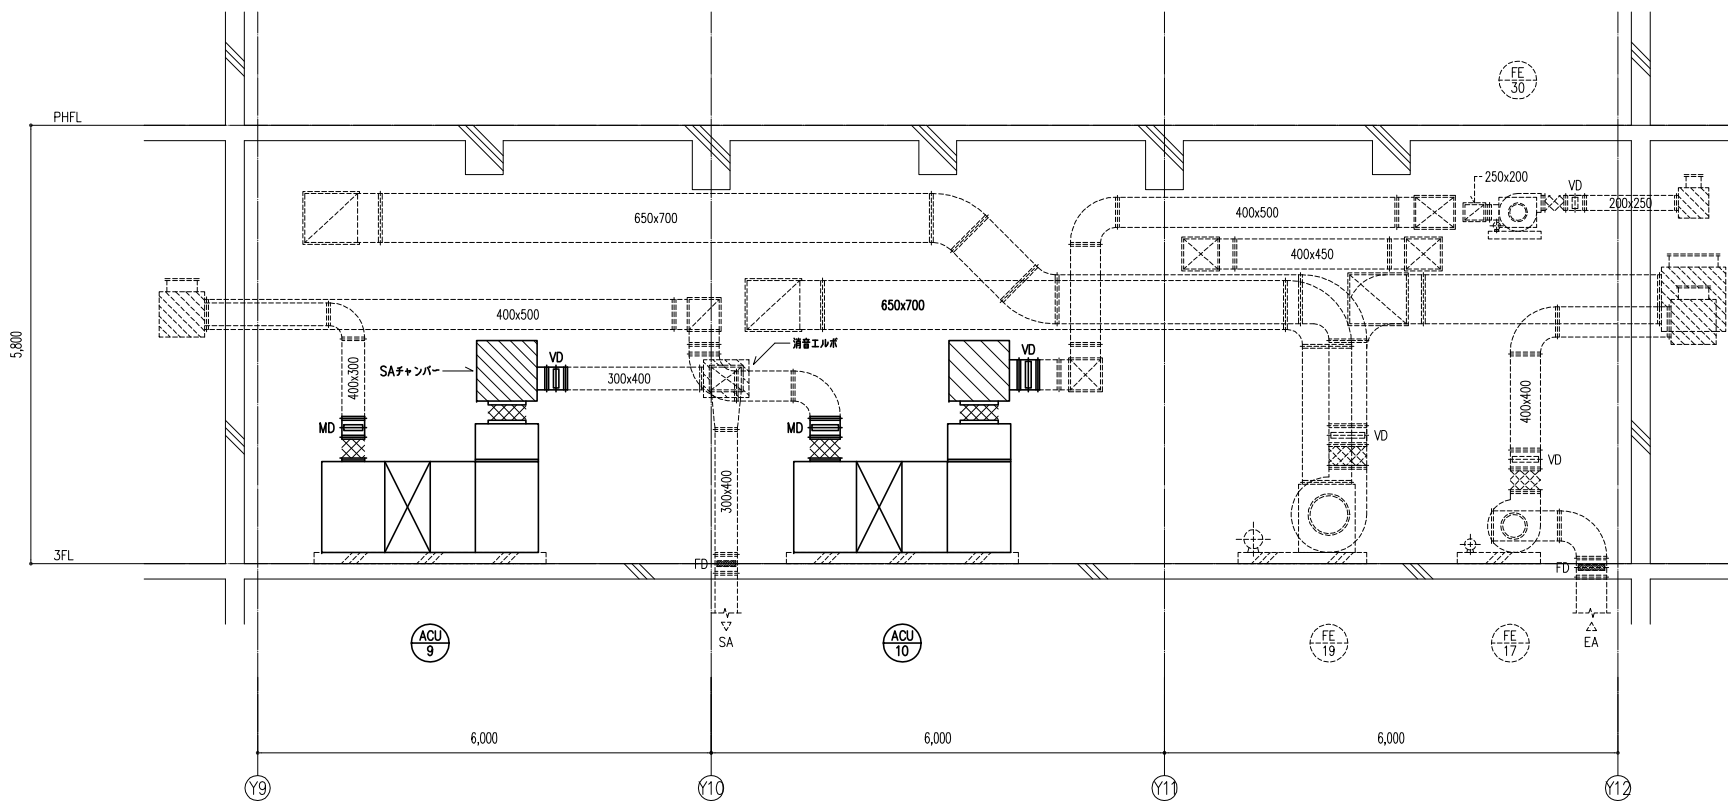 FE
30
PHFL
250x200
VD
200x250
650x700
400x500
400x450
400x500
650x700
5,800
消音エルボ
SAチャンバー
VD
300x400
VD
400x300
400x400
MD
MD
VD
VD
300x400
3FL
FD
FD
ACU
9
SA
ACU
10
FE
19
FE
17
EA
6,000
6,000
6,000
Y9
Y10
Y11
Y12